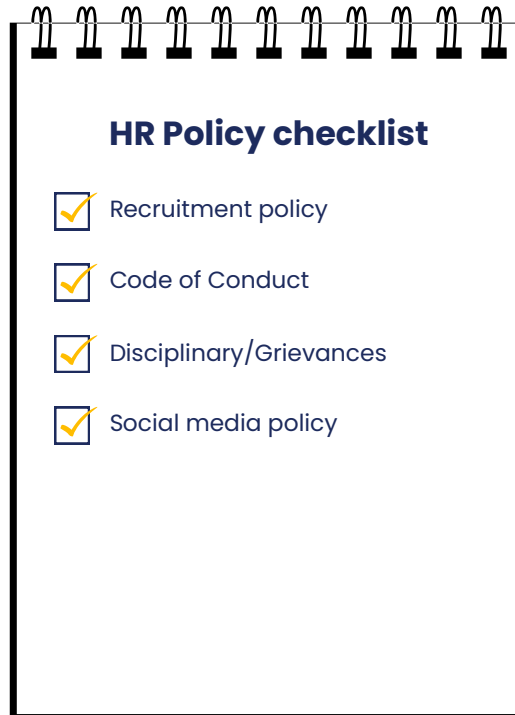 HR Policy checklist
Recruitment policy
Code of Conduct
Disciplinary/Grievances
Social media policy